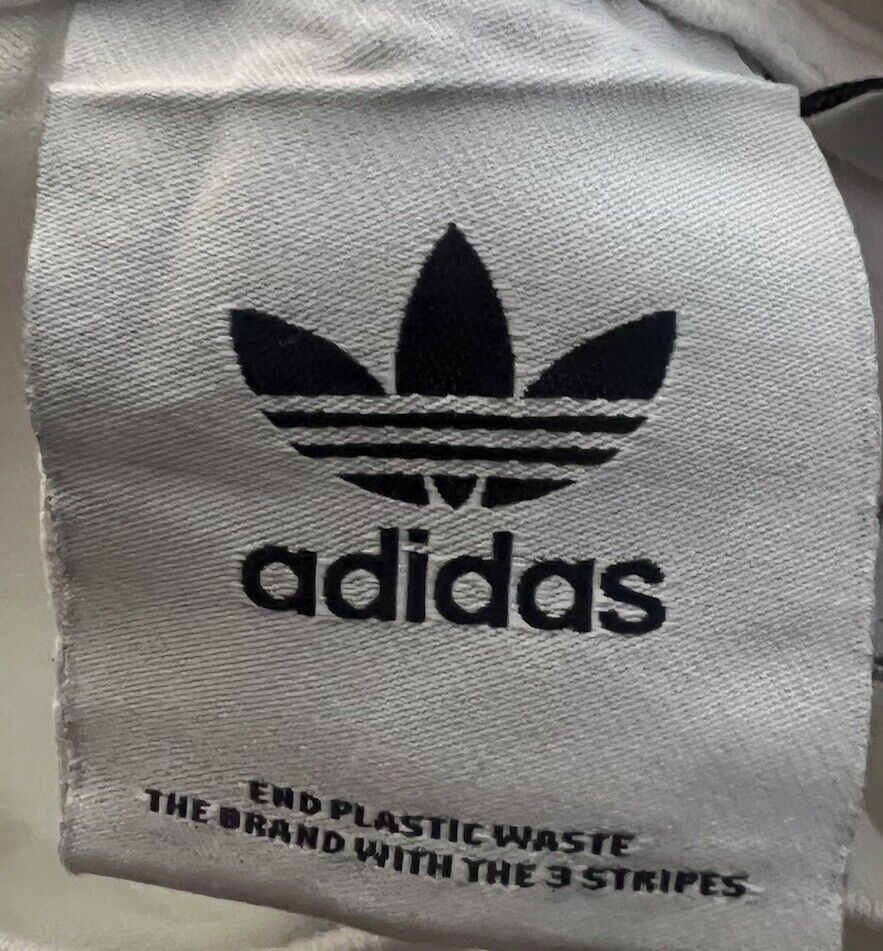 adidas
END PLASTIC WASTE
THE BRAND WITH THE 3 STRIPES